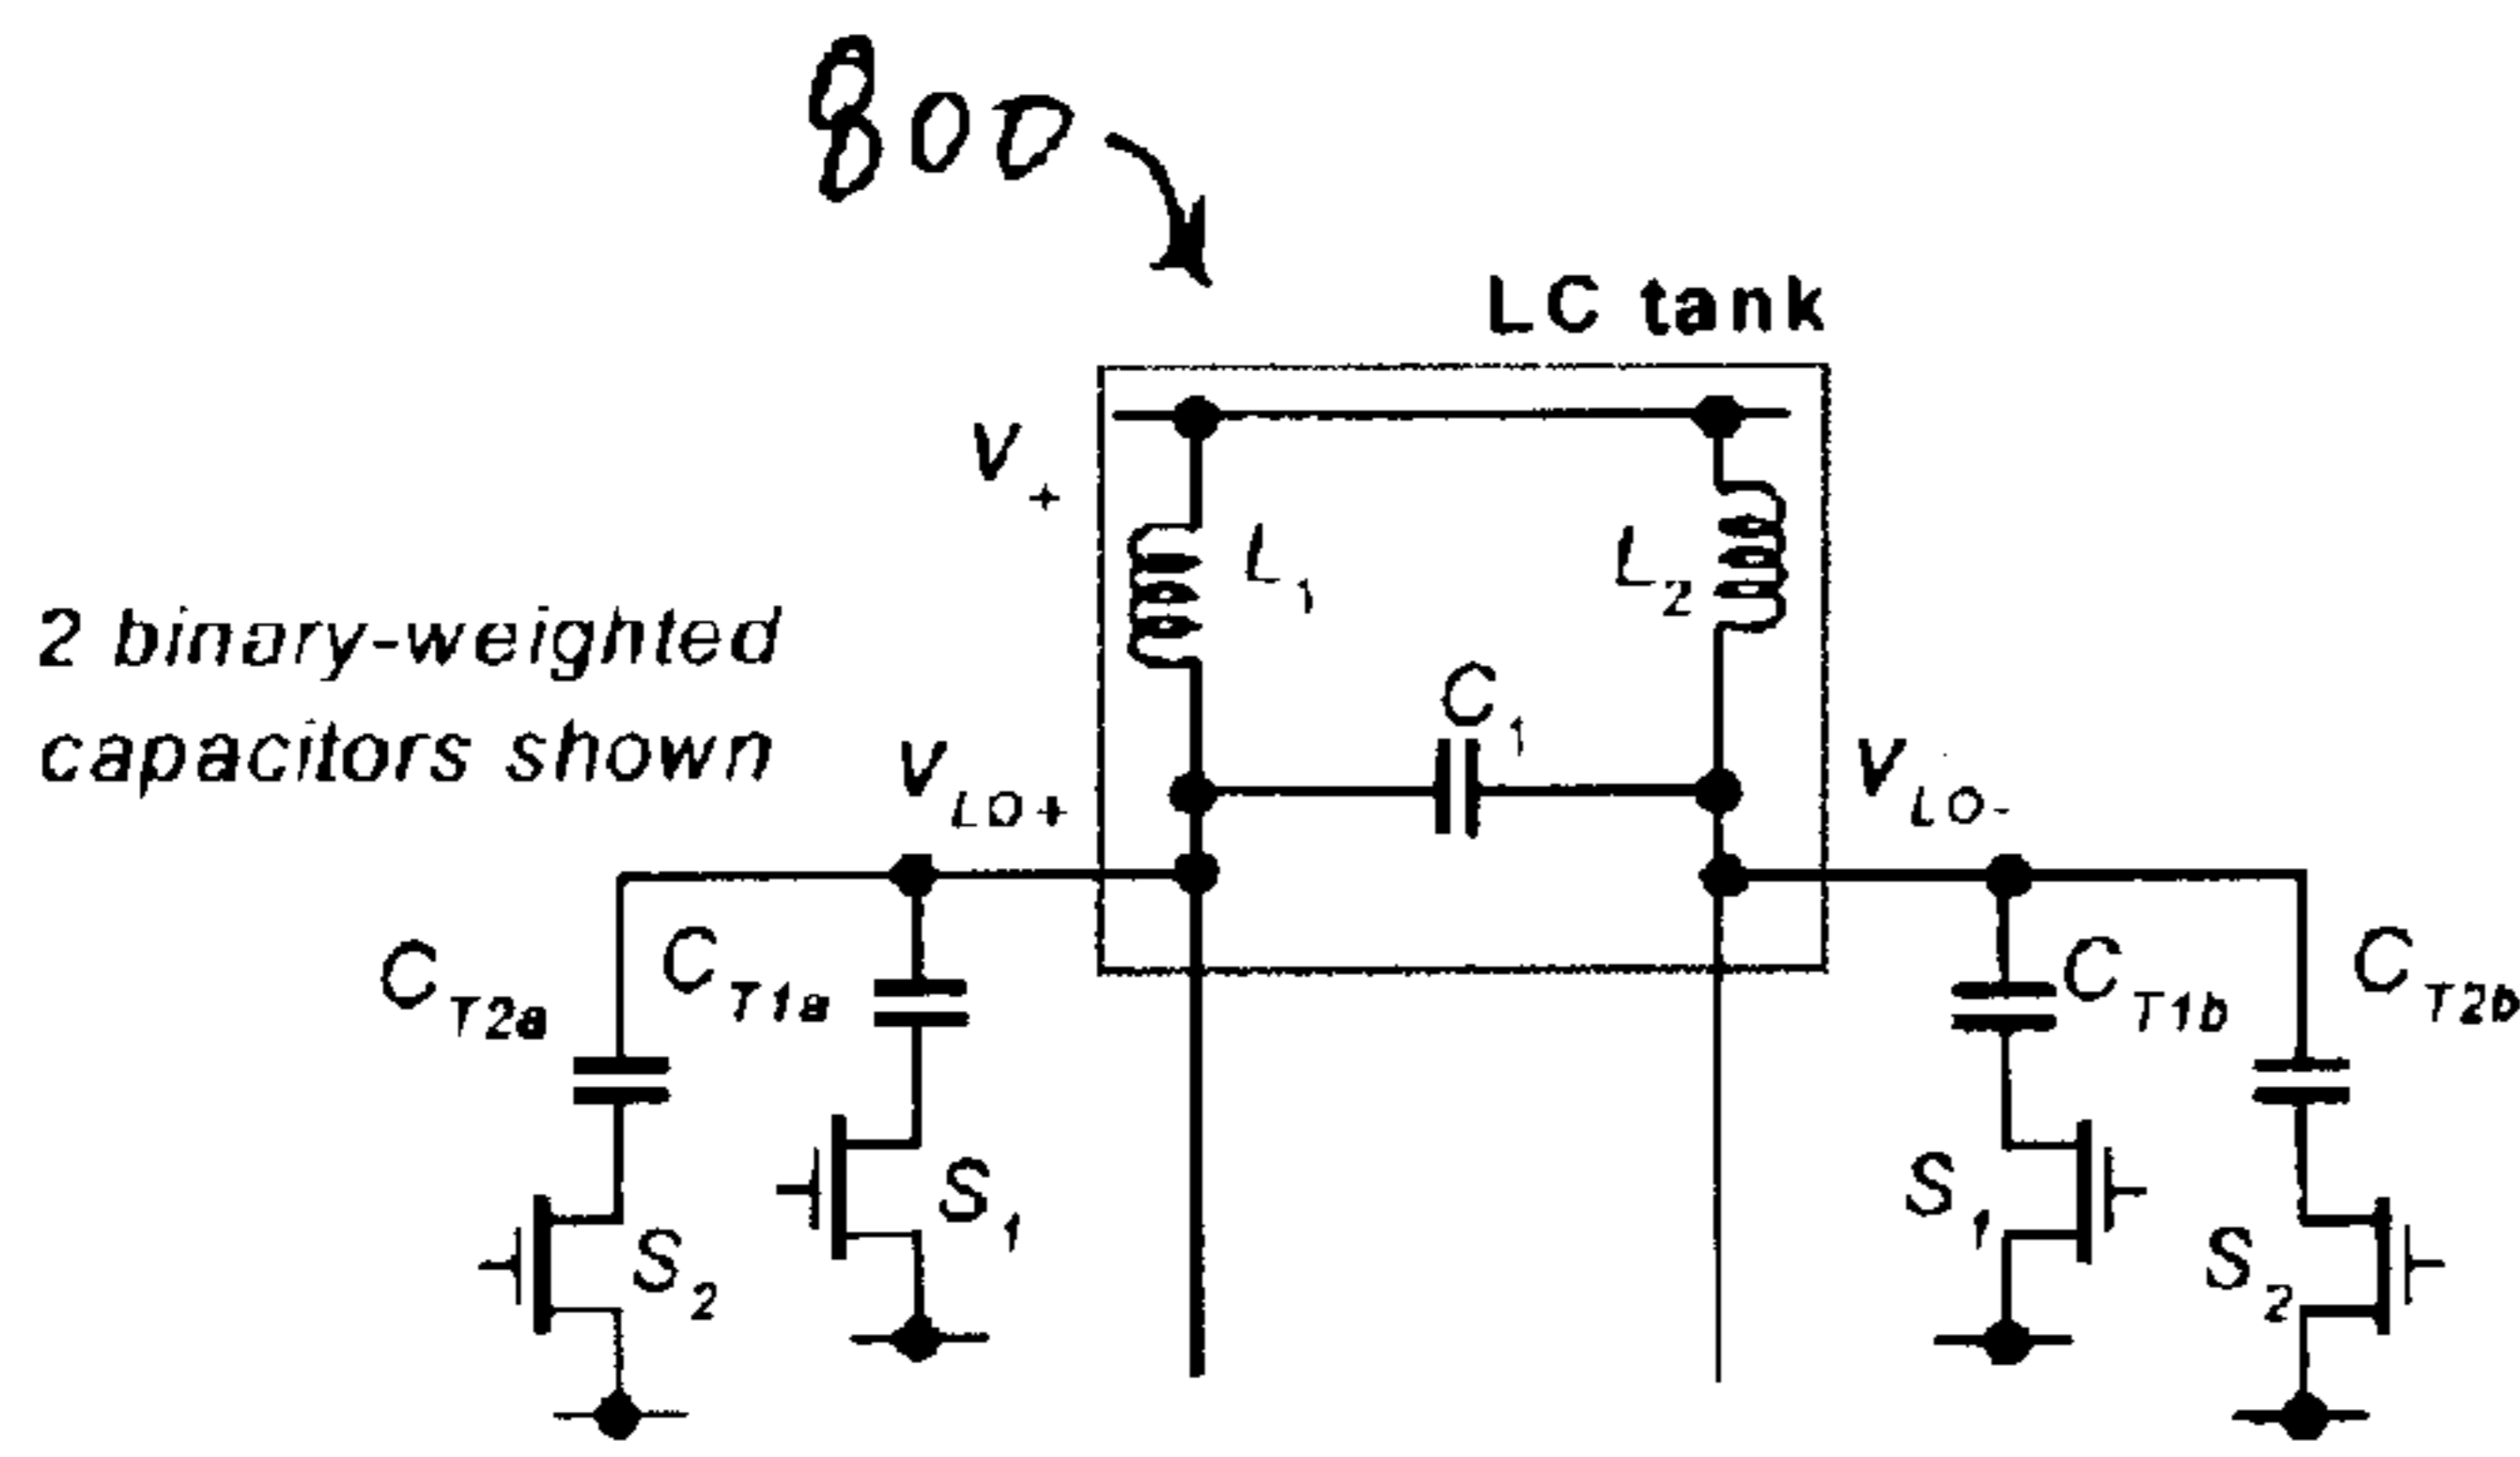 800
LC tank
V+
L1
L2
2 binary-weighted
capacitors shown
C1
VLO+
VLO-
CT2a
CT1a
CT1b
CT2b
S1
S1
S2
S2